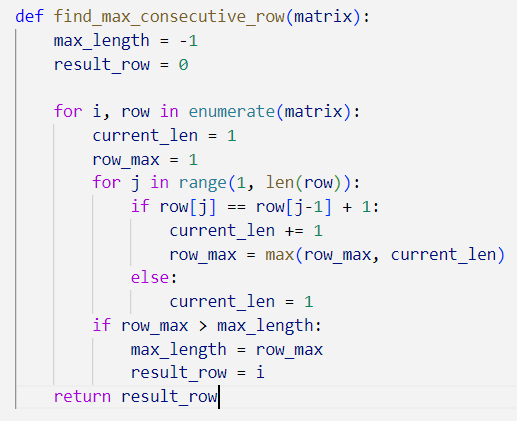 def find_max_consecutive_row(matrix):
    max_length = -1
    result_row = 0

    for i, row in enumerate(matrix):
        current_len = 1
        row_max = 1
        for j in range(1, len(row)):
            if row[j] == row[j-1] + 1:
                current_len += 1
                row_max = max(row_max, current_len)
            else:
                current_len = 1
        if row_max > max_length:
            max_length = row_max
            result_row = i
    return result_row